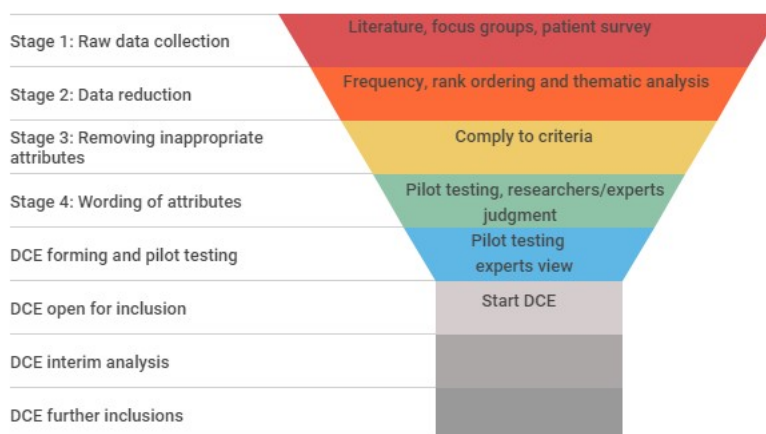 Stage 1: Raw data collection
Literature, focus groups, patient survey
Stage 2: Data reduction
Frequency, rank ordering and thematic analysis
Stage 3: Removing inappropriate
attributes
Comply to criteria
Stage 4: Wording of attributes
Pilot testing, researchers/experts
judgment
DCE forming and pilot testing
Pilot testing
experts view
DCE open for inclusion
Start DCE
DCE interim analysis
DCE further inclusions